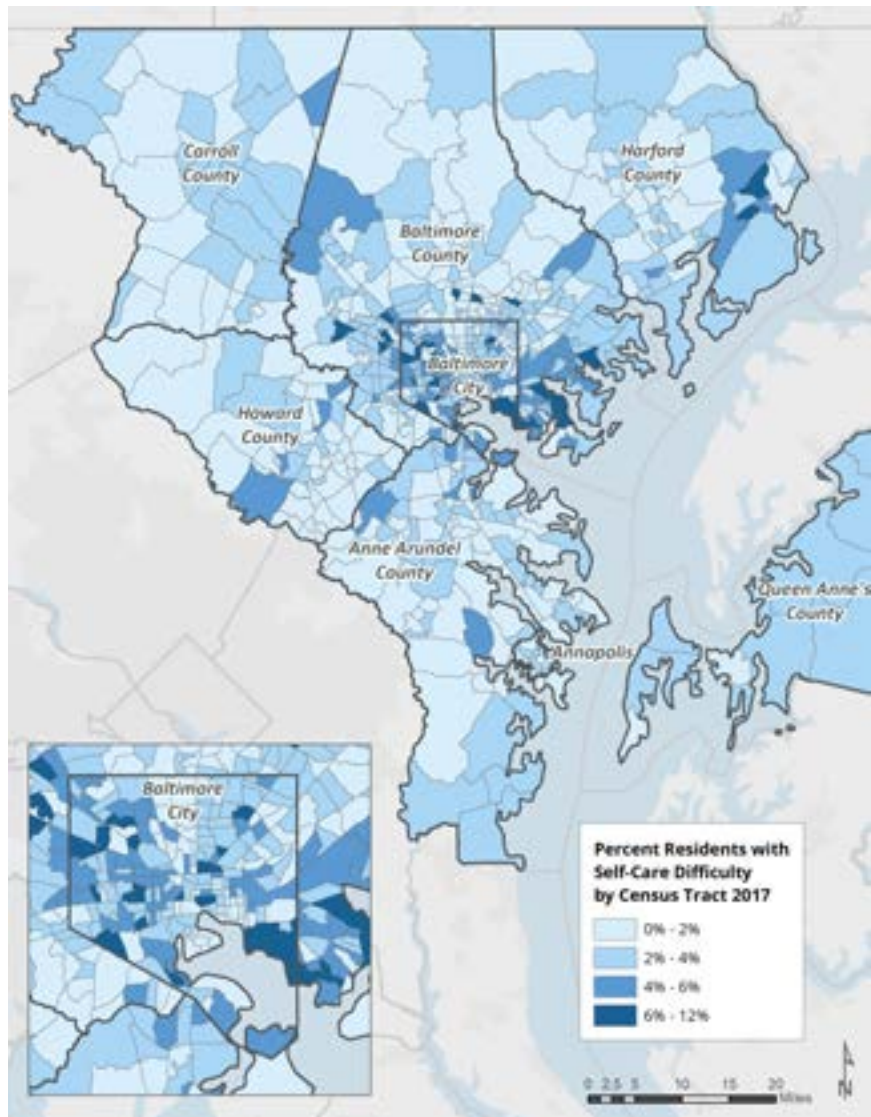 Carroll
County
Harford
County
Baltimore
County
Baltimore
City
Howard
County
Anne Arundel
County
Queen Anne's
County
Annapolis
Baltimore
City
Percent Residents with
Self-Care Difficulty
by Census Tract 2017
0% - 2%
2% - 4%
4% - 6%
6% - 12%
0 2.5 5 10 15 20
Miles
N